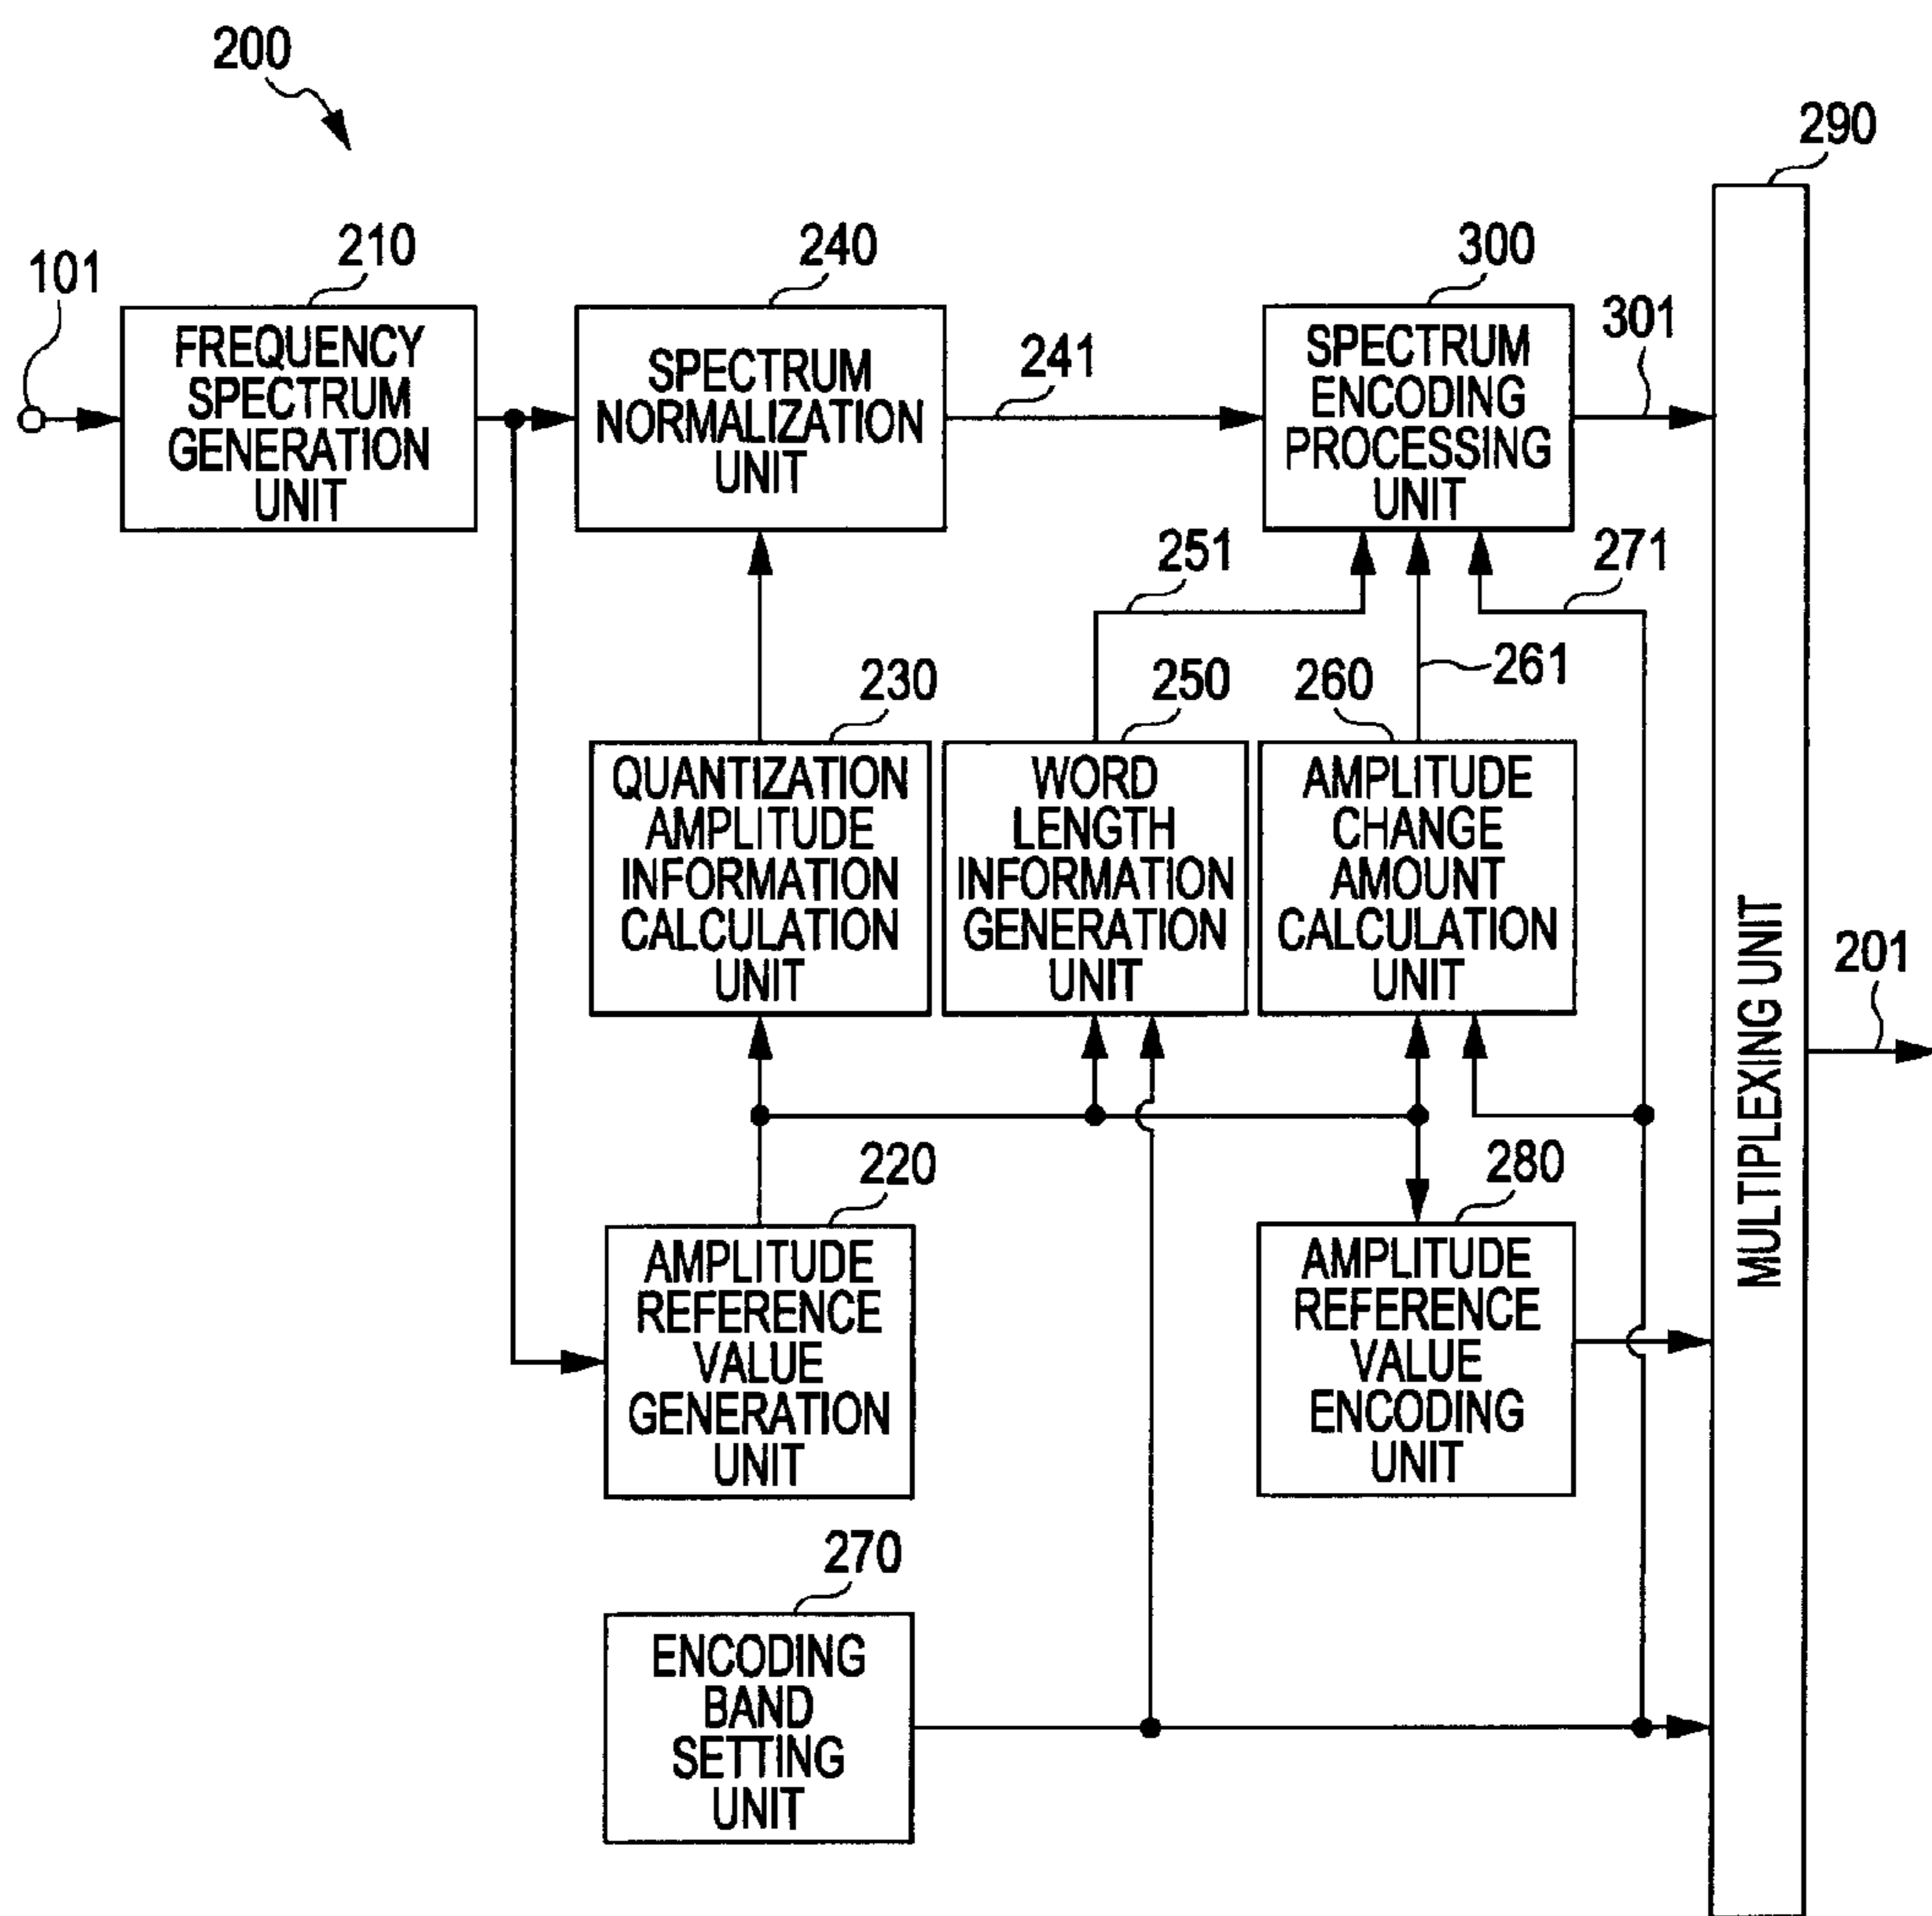 200
290
101
210
240
300
FREQUENCY
SPECTRUM
GENERATION
UNIT
SPECTRUM
NORMALIZATION
UNIT
241
SPECTRUM
ENCODING
PROCESSING
UNIT
301
251
271
230
250
260
261
QUANTIZATION
AMPLITUDE
INFORMATION
CALCULATION
UNIT
WORD
LENGTH
INFORMATION
GENERATION
UNIT
AMPLITUDE
CHANGE
AMOUNT
CALCULATION
UNIT
MULTIPLEXING UNIT
201
220
280
AMPLITUDE
REFERENCE
VALUE
GENERATION
UNIT
AMPLITUDE
REFERENCE
VALUE
ENCODING
UNIT
270
ENCODING
BAND
SETTING
UNIT